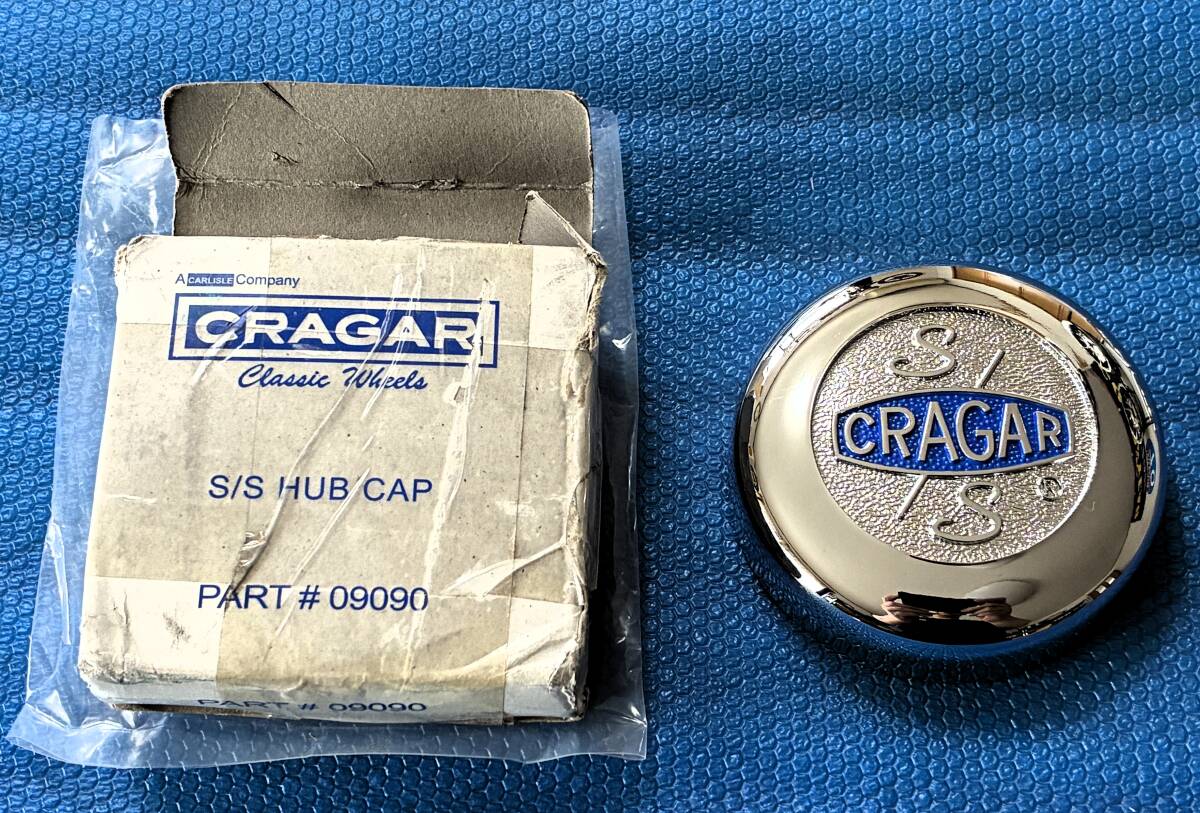 A CARLISLE Company
CRAGAR
Classic Wheels
S/S HUB CAP
PART # 09090
PART # 09090
S/
CRAGAR
/S